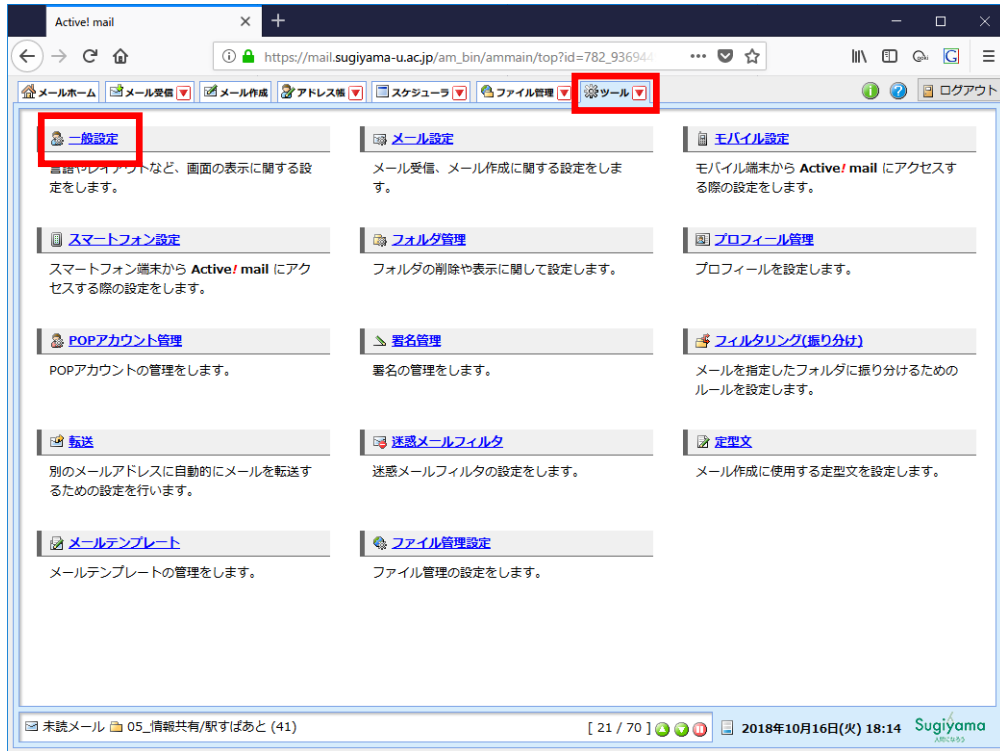 Active! mail
https://mail.sugiyama-u.ac.jp/am_bin/ammain/top?id=782_93694
メールホーム メール受信 メール作成 アドレス帳 スケジューラ ファイル管理 ツール ログアウト
一般設定 メール設定 モバイル設定
言語やレイアウトなど、画面の表示に関する設 メール受信、メール作成に関する設定をしま モバイル端末から Active! mail にアクセスす
定をします。 す。 る際の設定をします。
スマートフォン設定 フォルダ管理 プロフィール管理
スマートフォン端末から Active! mail にアク フォルダの削除や表示に関して設定します。 プロフィールを設定します。
セスする際の設定をします。
POPアカウント管理 署名管理 フィルタリング(振り分け)
POPアカウントの管理をします。 署名の管理をします。 メールを指定したフォルダに振り分けるための
ルールを設定します。
転送 迷惑メールフィルタ 定型文
別のメールアドレスに自動的にメールを転送す 迷惑メールフィルタの設定をします。 メール作成に使用する定型文を設定します。
るための設定を行います。
メールテンプレート ファイル管理設定
メールテンプレートの管理をします。 ファイル管理の設定をします。
未読メール 05_情報共有/駅すぱあと (41) [ 21 / 70 ] 2018年10月16日(火) 18:14 Sugiyama
人間になろう